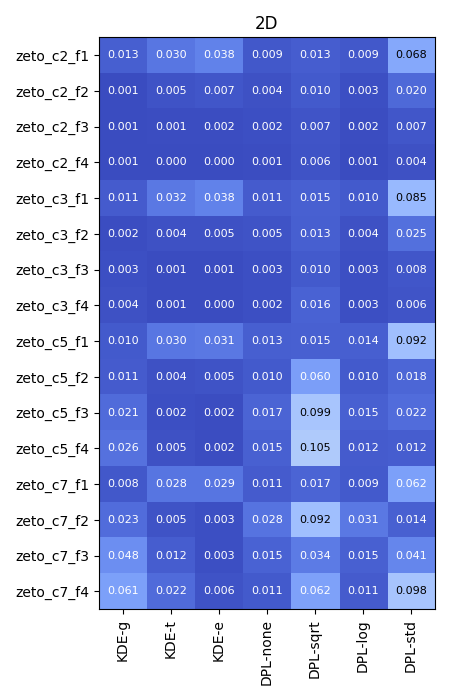 2D
zeto_c2_f1 0.013 0.030 0.038 0.009 0.013 0.009 0.068
zeto_c2_f2 0.001 0.005 0.007 0.004 0.010 0.003 0.020
zeto_c2_f3 0.001 0.001 0.002 0.002 0.007 0.002 0.007
zeto_c2_f4 0.001 0.000 0.000 0.001 0.006 0.001 0.004
zeto_c3_f1 0.011 0.032 0.038 0.011 0.015 0.010 0.085
zeto_c3_f2 0.002 0.004 0.005 0.005 0.013 0.004 0.025
zeto_c3_f3 0.003 0.001 0.001 0.003 0.010 0.003 0.008
zeto_c3_f4 0.004 0.001 0.000 0.002 0.016 0.003 0.006
zeto_c5_f1 0.010 0.030 0.031 0.013 0.015 0.014 0.092
zeto_c5_f2 0.011 0.004 0.005 0.010 0.060 0.010 0.018
zeto_c5_f3 0.021 0.002 0.002 0.017 0.099 0.015 0.022
zeto_c5_f4 0.026 0.005 0.002 0.015 0.105 0.012 0.012
zeto_c7_f1 0.008 0.028 0.029 0.011 0.017 0.009 0.062
zeto_c7_f2 0.023 0.005 0.003 0.028 0.092 0.031 0.014
zeto_c7_f3 0.048 0.012 0.003 0.015 0.034 0.015 0.041
zeto_c7_f4 0.061 0.022 0.006 0.011 0.062 0.011 0.098
KDE-g KDE-t KDE-e DPL-none DPL-sqrt DPL-log DPL-std